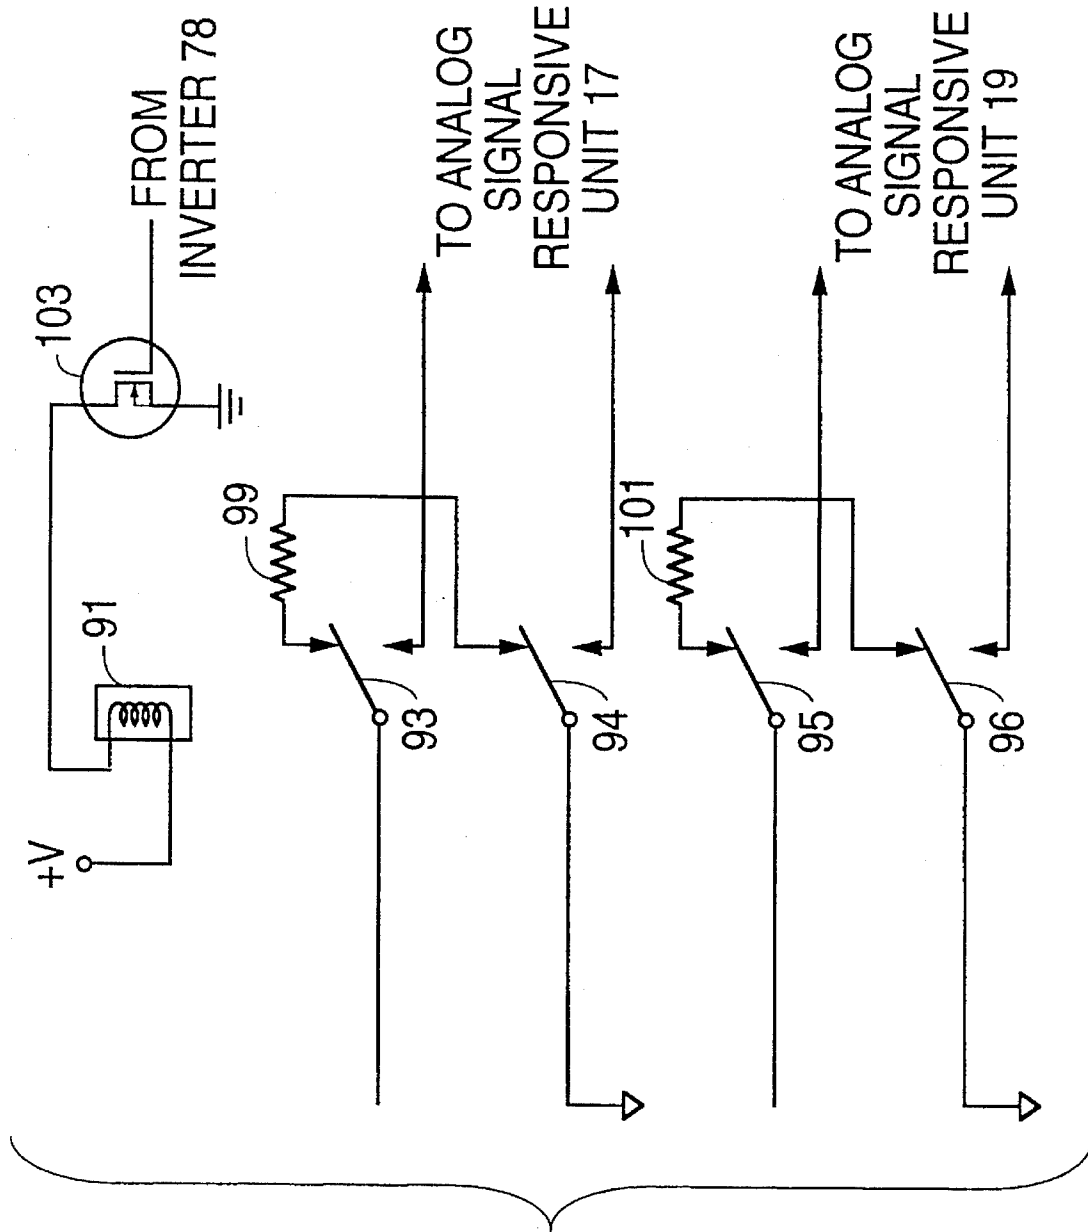 +V
91
103
FROM
INVERTER 78
99
93
94
TO ANALOG
SIGNAL
RESPONSIVE
UNIT 17
101
95
96
TO ANALOG
SIGNAL
RESPONSIVE
UNIT 19